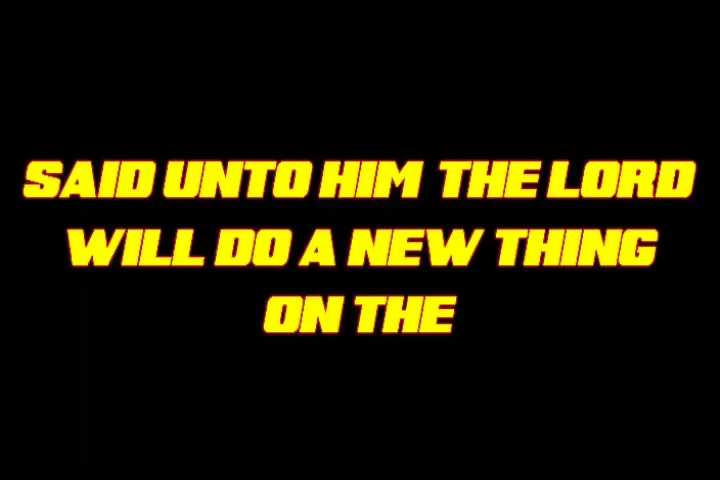 SAID UNTO HIM THE LORD
WILL DO A NEW THING
ON THE